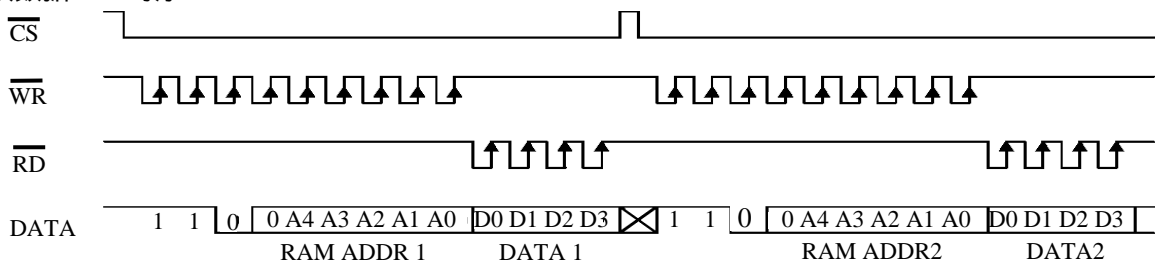 CS
WR
RD
DATA 1 1 0 0 A4 A3 A2 A1 A0 D0 D1 D2 D3 1 1 0 0 A4 A3 A2 A1 A0 D0 D1 D2 D3
RAM ADDR 1 DATA 1 RAM ADDR2 DATA2